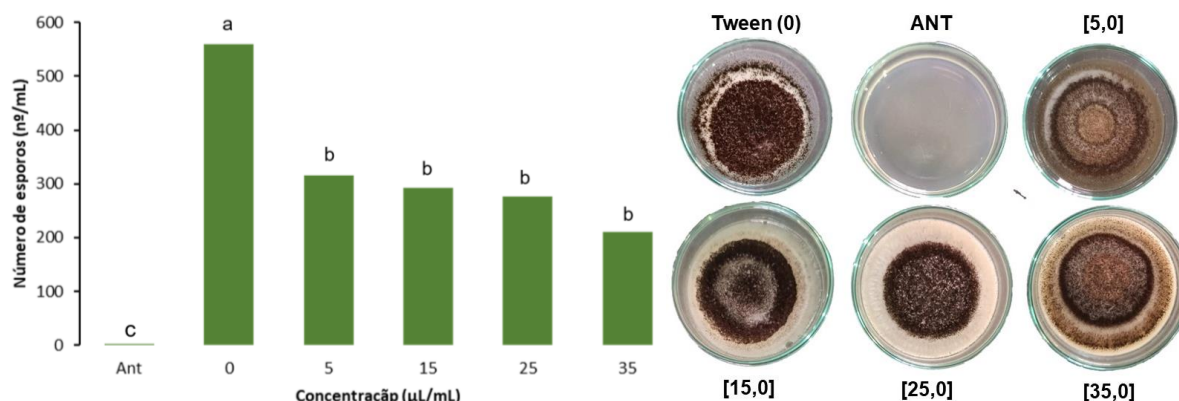 Número de esporos (nº/mL)
600
500
400
300
200
100
0
a
b
b
b
b
c
Ant
0
5
15
25
35
Concentraçãp (µL/mL)
Tween (0)
ANT
[5,0]
[15,0]
[25,0]
[35,0]